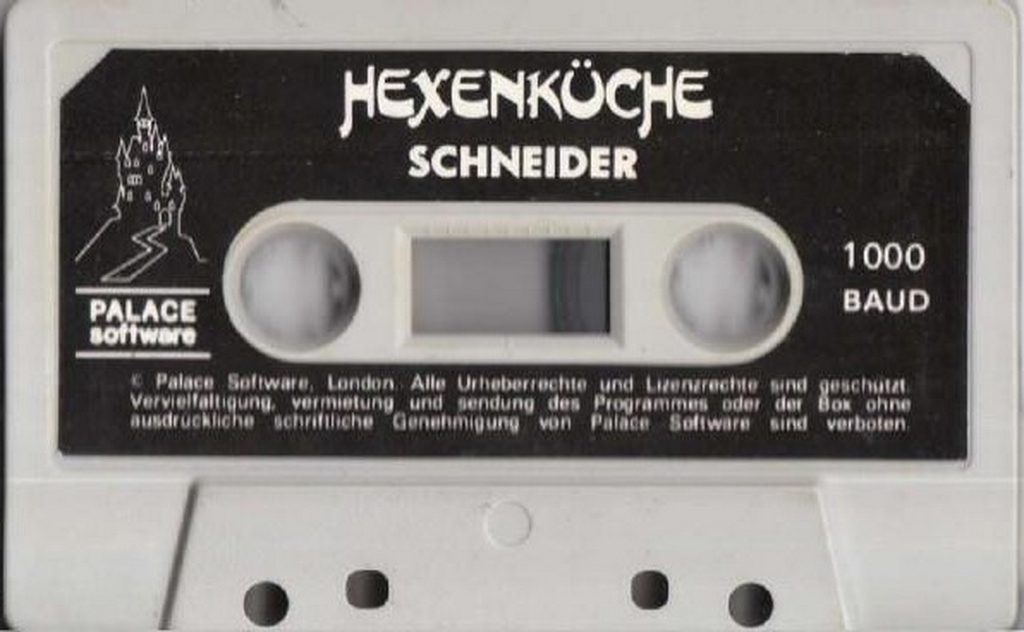 HEXENKÜCHE
SCHNEIDER
1000
BAUD
PALACE
software
© Palace Software, London. Alle Urheberrechte und Lizenzrechte sind geschützt.
Vervielfältigung, vermietung und sendung des Programmes oder der Box ohne
ausdrückliche schriftliche Genehmigung von Palace Software sind verboten.